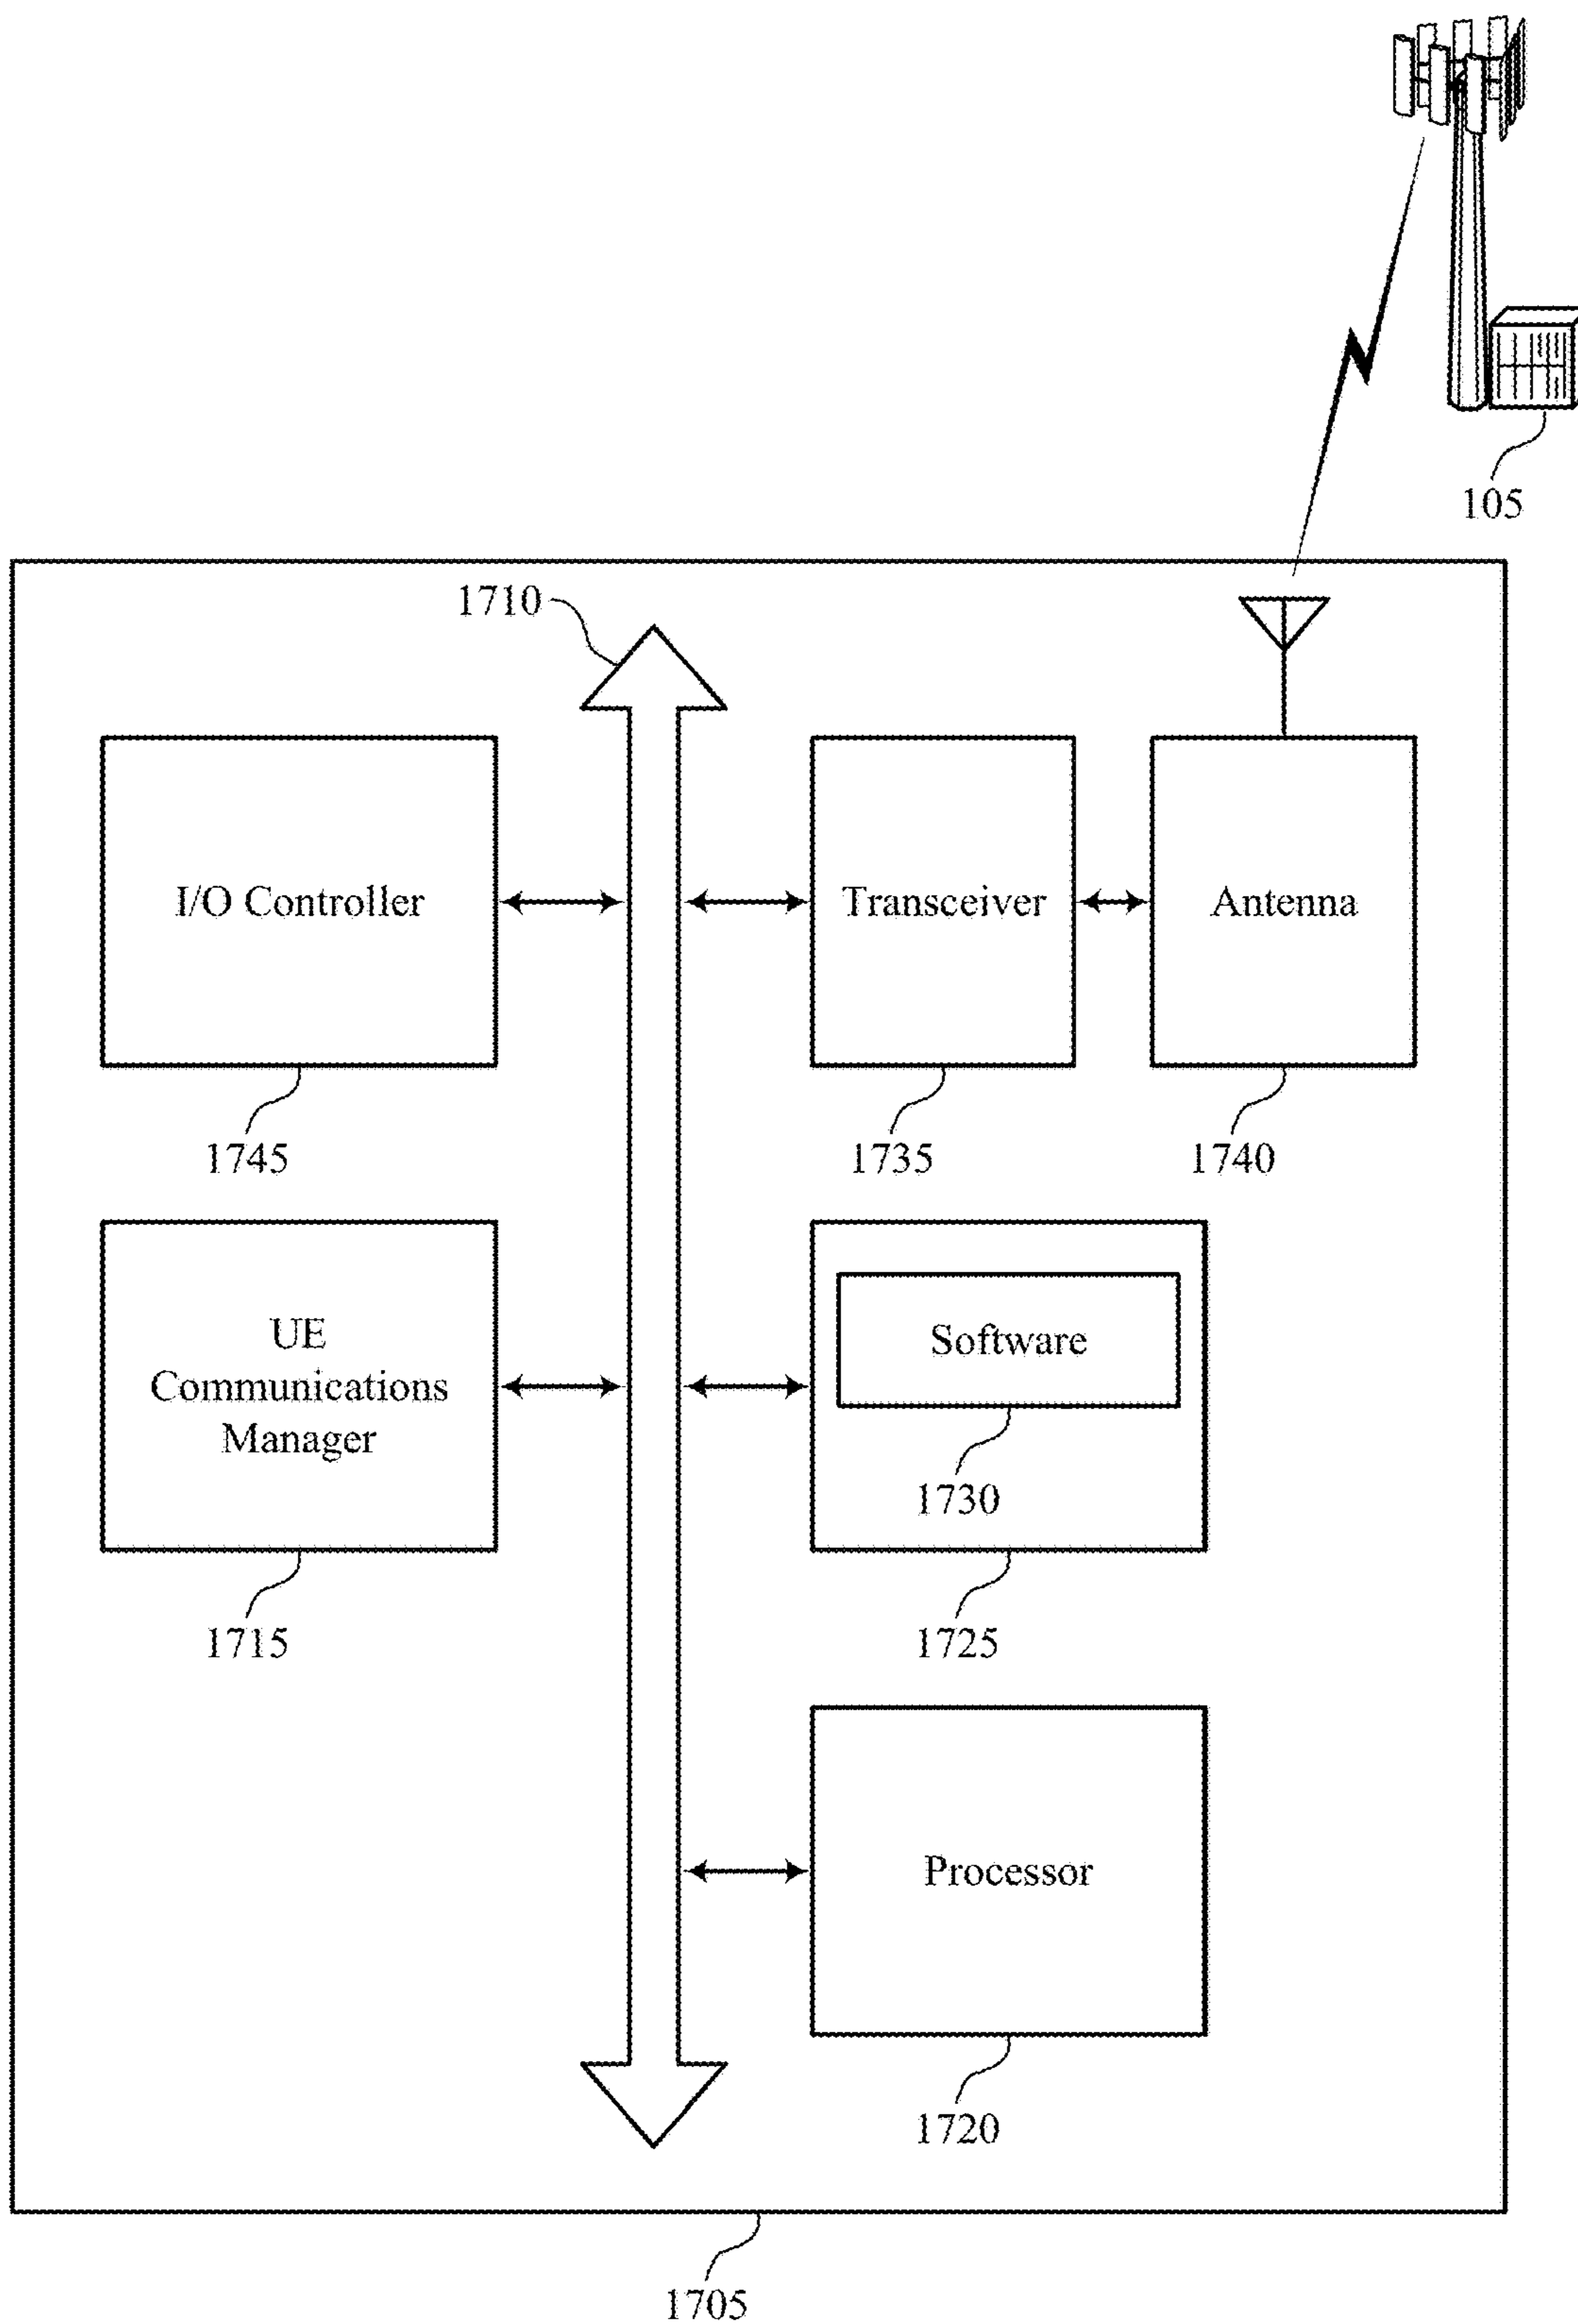 105
1710
I/O Controller
Transceiver
Antenna
1745
1735
1740
UE
Communications
Manager
Software
1730
1715
1725
Processor
1720
1705